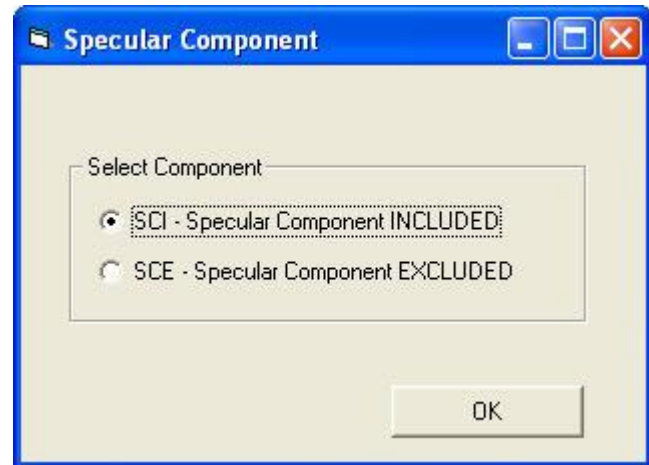 Specular Component
Select Component
SCI - Specular Component INCLUDED
SCE - Specular Component EXCLUDED
OK